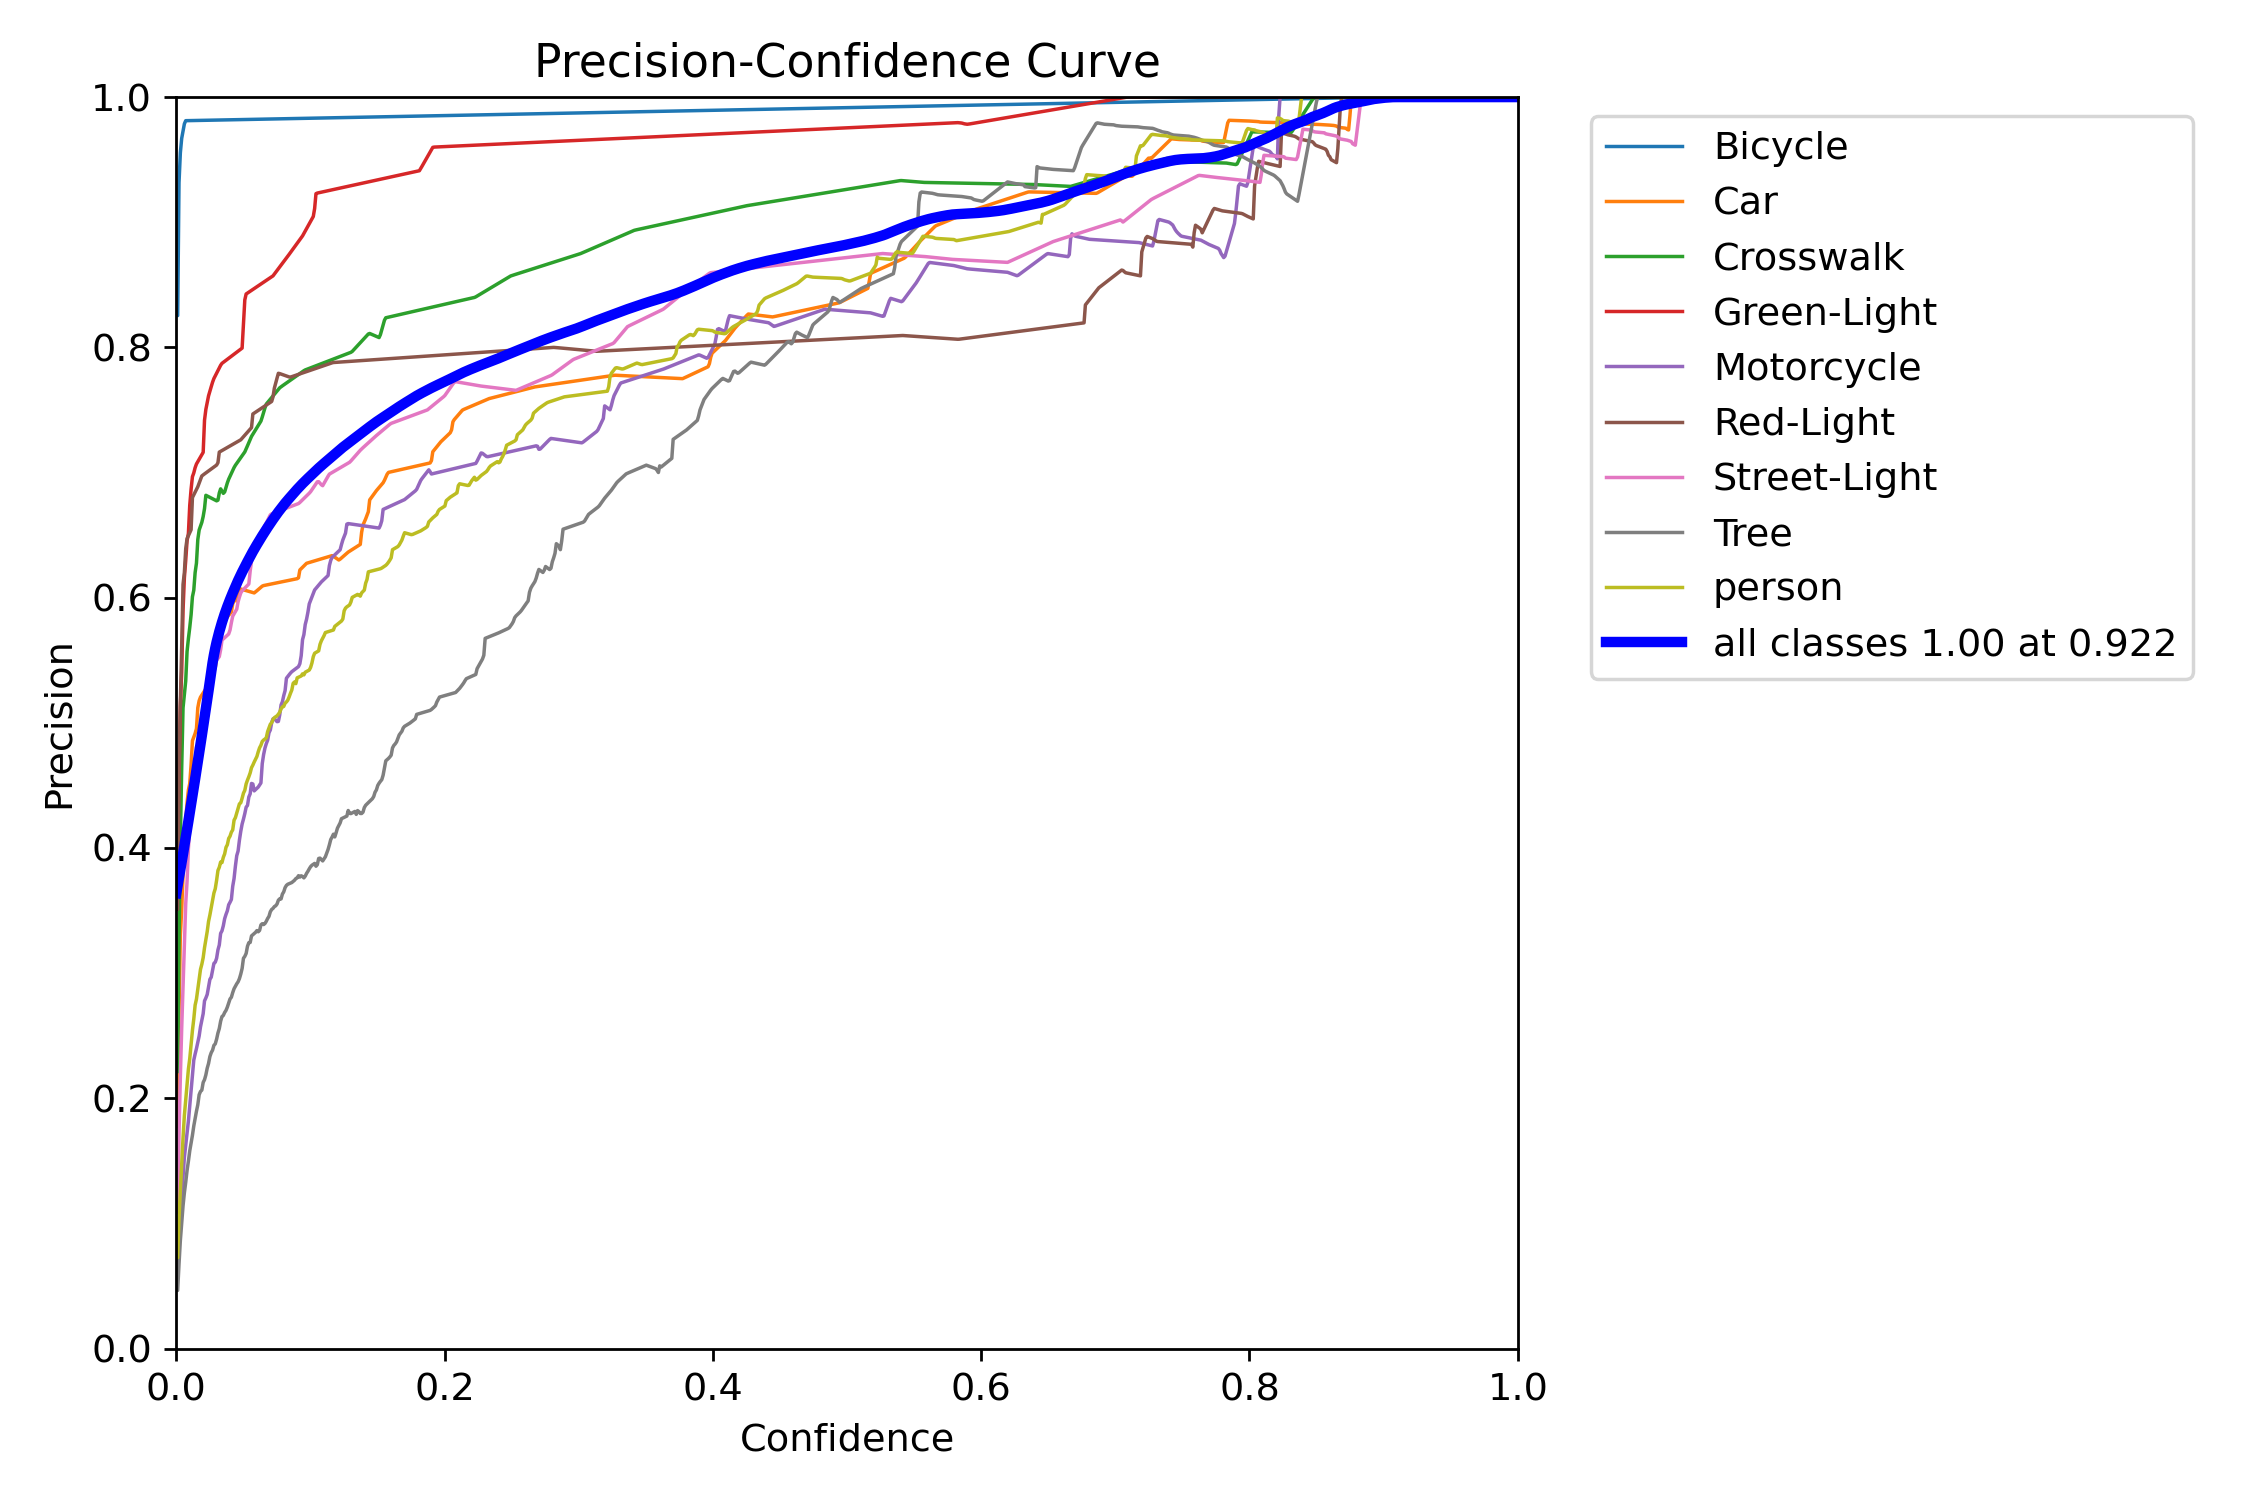 Precision-Confidence Curve
1.0
0.8
0.6
0.4
0.2
0.0
Precision
0.0 0.2 0.4 0.6 0.8 1.0
Confidence
Bicycle
Car
Crosswalk
Green-Light
Motorcycle
Red-Light
Street-Light
Tree
person
all classes 1.00 at 0.922